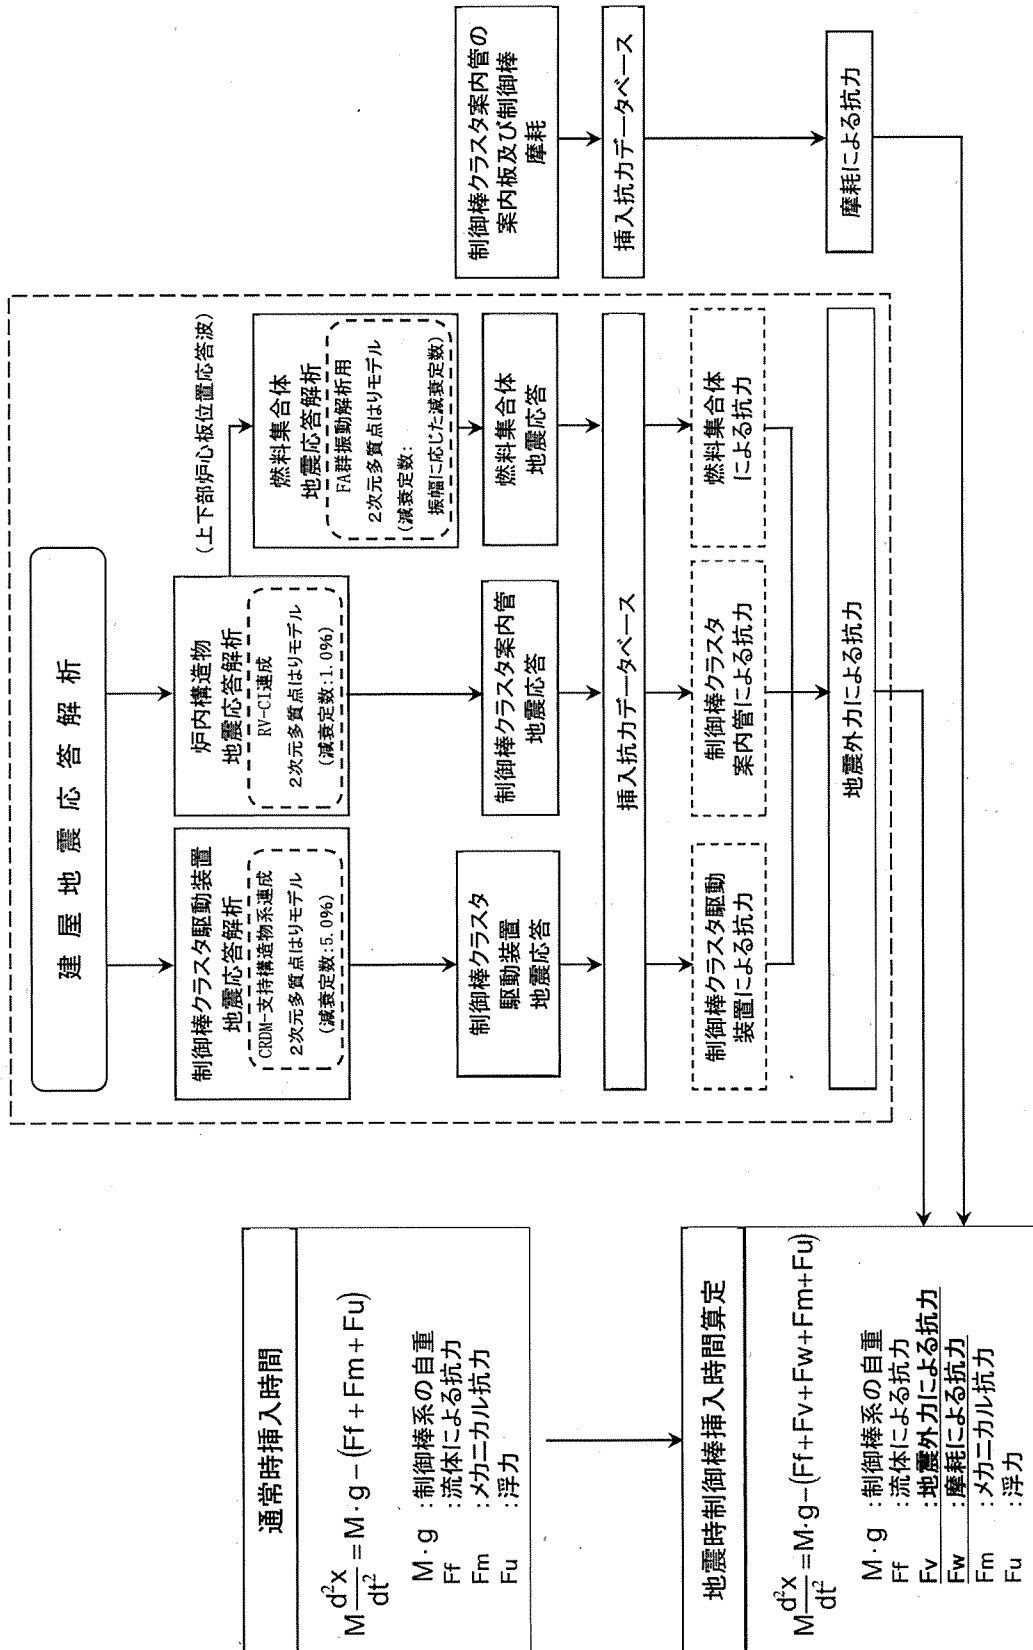 通常時挿入時間
M d²x/dt² = M・g－(Ff + Fm + Fu)
M・g :制御棒系の自重
Ff :流体による抗力
Fm :メカニカル抗力
Fu :浮力
地震時制御棒挿入時間算定
M d²x/dt² = M・g－(Ff+Fv+Fw+Fm+Fu)
M・g :制御棒系の自重
Ff :流体による抗力
Fv :地震外力による抗力
Fw :摩耗による抗力
Fm :メカニカル抗力
Fu :浮力
建屋地震応答解析
制御棒クラスタ駆動装置
地震応答解析
CRDM-支持構造物系連成
2次元多質点はりモデル
(減衰定数:5.0%)
炉内構造物
地震応答解析
RV-CI連成
2次元多質点はりモデル
(減衰定数:1.0%)
(上下部炉心板位置応答波)
燃料集合体
地震応答解析
FA群振動解析用
2次元多質点はりモデル
(減衰定数:
振幅に応じた減衰定数)
制御棒クラスタ
駆動装置
地震応答
制御棒クラスタ案内管
地震応答
燃料集合体
地震応答
挿入抗力データベース
制御棒クラスタ駆動
装置による抗力
制御棒クラスタ
案内管による抗力
燃料集合体
による抗力
地震外力による抗力
制御棒クラスタ案内管の
案内板及び制御棒
摩耗
挿入抗力データベース
摩耗による抗力